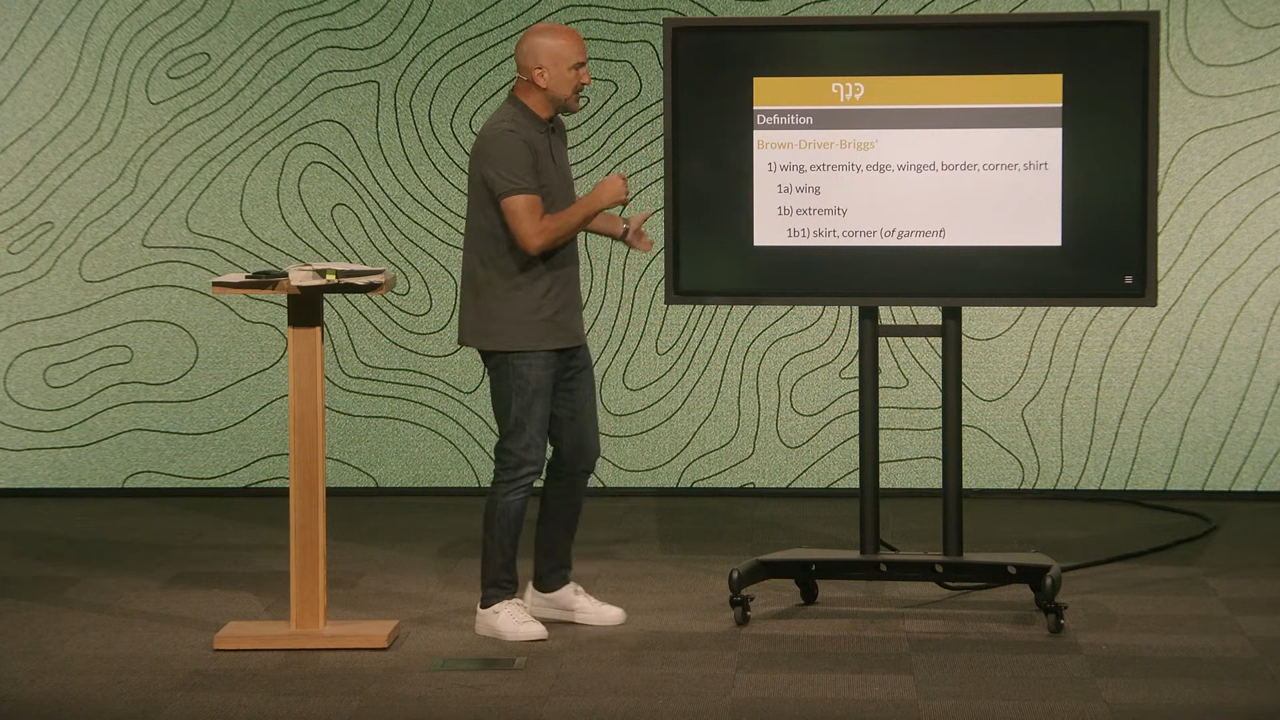 כָּנָף
Definition
Brown-Driver-Briggs'
1) wing, extremity, edge, winged, border, corner, shirt
1a) wing
1b) extremity
1b1) skirt, corner (of garment)